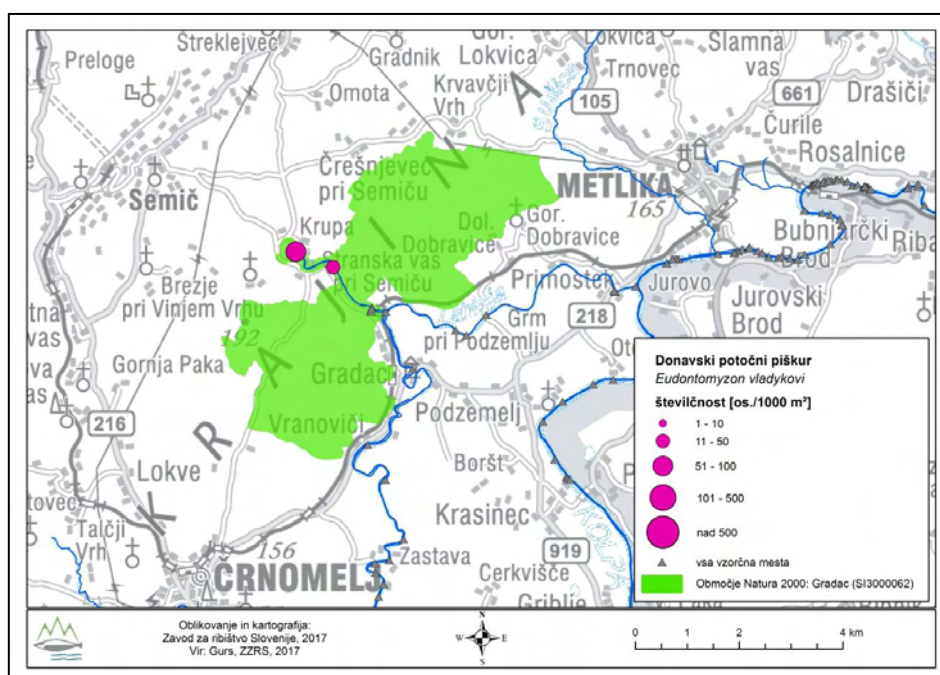 Preloge
Štrekljevec
Gradnik
Gor.
Lokvica
Lokvica
Trnovec
Slamna
vas
Omota
Krvavčji
Vrh
105
661
Drašiči
Čurile
Rosalnice
Črešnjevec
pri Semiču
METLIKA
165
Semič
Krupa
Dol.
Dobravice
Gor.
Dobravice
Stranska vas
pri Semiču
Bubnjarčki
Brod
Brezje
pri Vinjem Vrhu
Primostek
Jurovo
Jurovski
Brod
192
Grm
pri Podzemlju
218
Gornja Paka
Gradac
216
Vranoviči
Podzemelj
Lokve
Boršt
Krasinec
Talčji
Vrh
156
Zastava
919
KOLPA
ČRNOMELJ
Cerkvišče
Griblje
KRAJINA
Donavski potočni piškur
Eudontomyzon vladykovi
številčnost [os./1000 m²]
1 - 10
11 - 50
51 - 100
101 - 500
nad 500
vsa vzorčna mesta
Območje Natura 2000: Gradac (SI3000062)
Oblikovanje in kartografija:
Zavod za ribištvo Slovenije, 2017
Vir: Gurs, ZZRS, 2017
N
W E
S
0 1 2 4 km